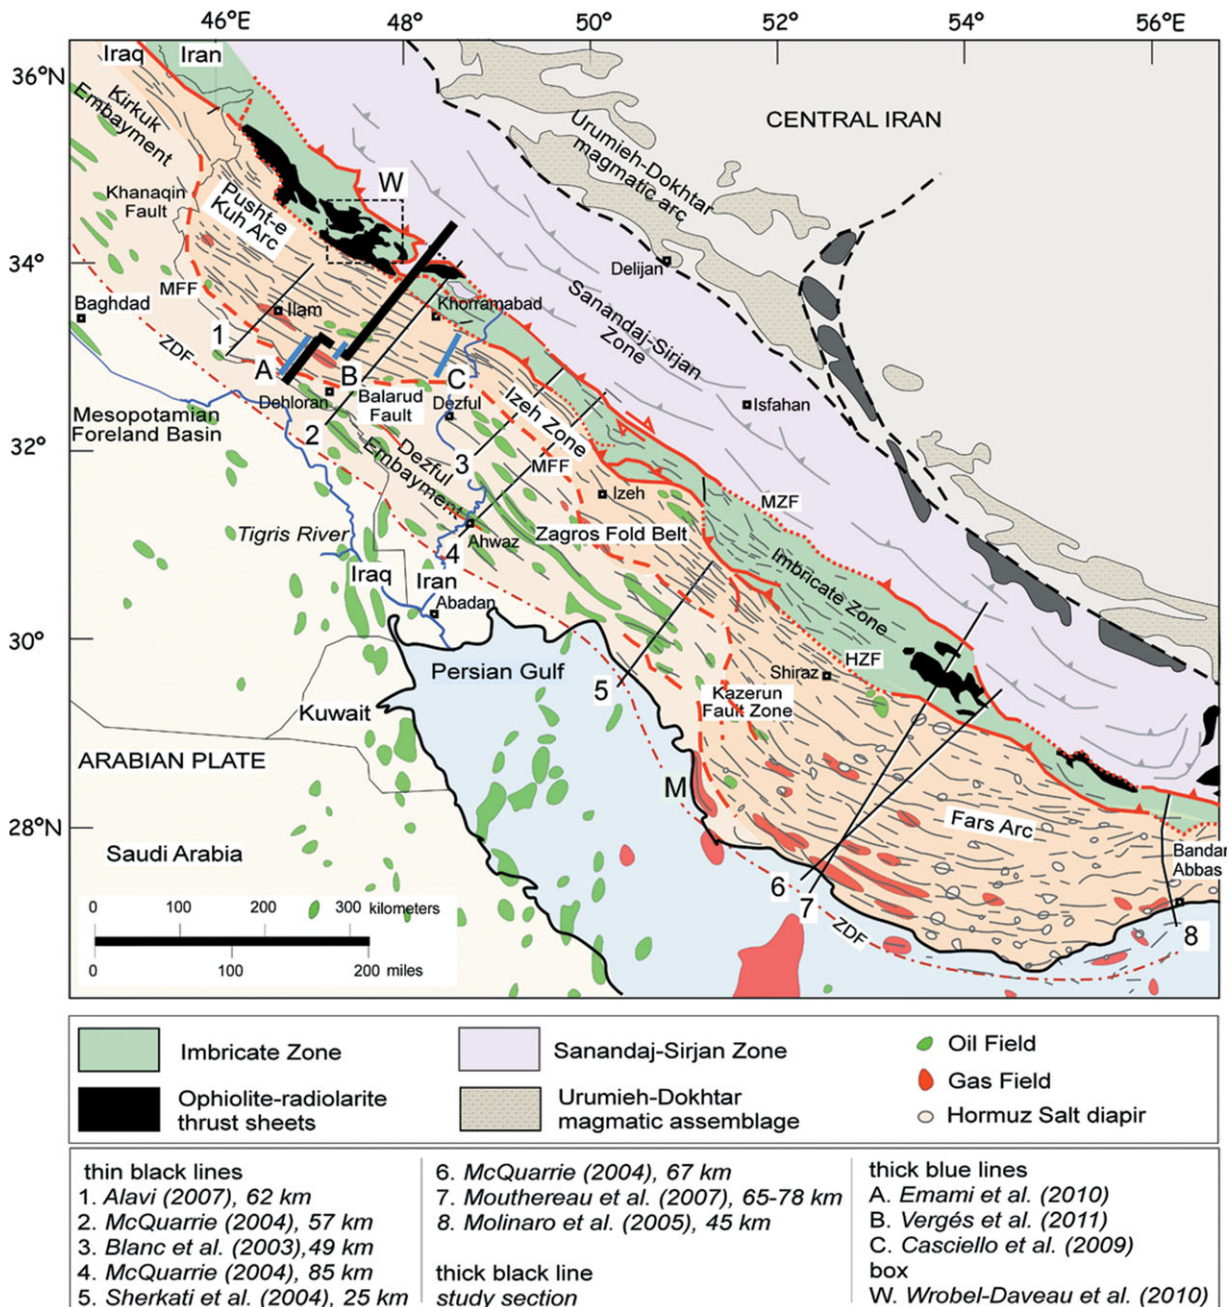 46°E 48° 50° 52° 54° 56°E
36°N
34°
32°
30°
28°N
Iraq
Iran
Kirkuk
Embayment
Khanaqin
Fault
Pusht-e
Kuh Arc
W
Urumieh-Dokhtar
magmatic arc
CENTRAL IRAN
Delijan
Sanandaj-Sirjan
Zone
MFF
Baghdad
ZDF
1
Ilam
Khorramabad
A
B
C
Dehloran
Balarud
Fault
Dezful
Isfahan
Mesopotamian
Foreland Basin
2
Dezful
Embayment
3
Izeh Zone
MFF
Izeh
MZF
Tigris River
Ahwaz
4
Zagros Fold Belt
Imbricate Zone
Iraq
Iran
Abadan
Persian Gulf
5
HZF
Shiraz
Kazerun
Fault Zone
Kuwait
ARABIAN PLATE
M
Fars Arc
Saudi Arabia
Bandar
Abbas
6
7
ZDF
8
0 100 200 300 kilometers
0 100 200 miles
Imbricate Zone
Ophiolite-radiolarite
thrust sheets
Sanandaj-Sirjan Zone
Urumieh-Dokhtar
magmatic assemblage
Oil Field
Gas Field
Hormuz Salt diapir
thin black lines
1. Alavi (2007), 62 km
2. McQuarrie (2004), 57 km
3. Blanc et al. (2003),49 km
4. McQuarrie (2004), 85 km
5. Sherkati et al. (2004), 25 km
6. McQuarrie (2004), 67 km
7. Mouthereau et al. (2007), 65-78 km
8. Molinaro et al. (2005), 45 km
thick black line
study section
thick blue lines
A. Emami et al. (2010)
B. Vergés et al. (2011)
C. Casciello et al. (2009)
box
W. Wrobel-Daveau et al. (2010)